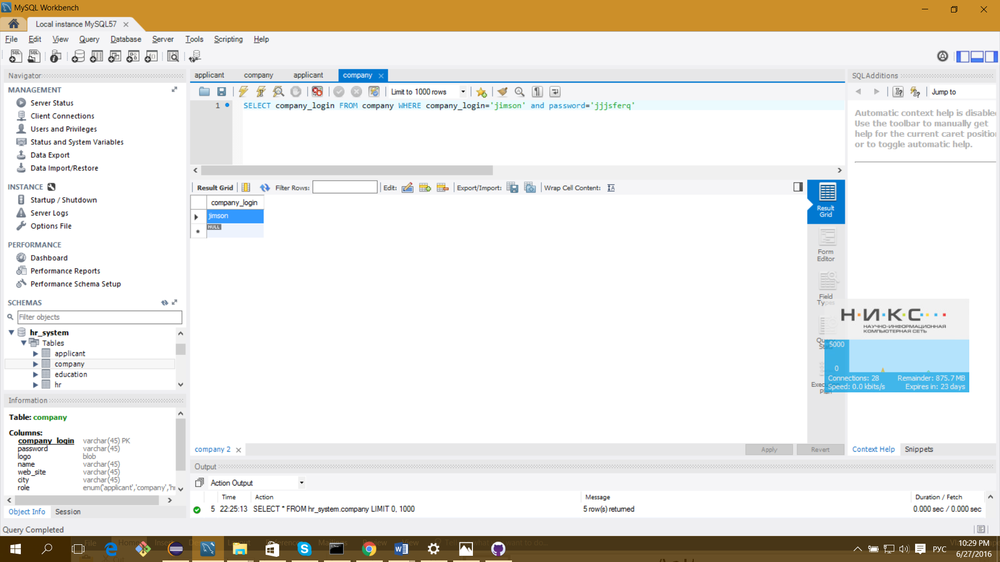 MySQL Workbench
Local instance MySQL57
File Edit View Query Database Server Tools Scripting Help
Navigator
MANAGEMENT
Server Status
Client Connections
Users and Privileges
Status and System Variables
Data Export
Data Import/Restore
INSTANCE
Startup / Shutdown
Server Logs
Options File
PERFORMANCE
Dashboard
Performance Reports
Performance Schema Setup
SCHEMAS
Filter objects
hr_system
Tables
applicant
company
education
hr
Information
Table: company
Columns:
company_login varchar(45) PK
password varchar(45)
logo blob
name varchar(45)
web_site varchar(45)
city varchar(45)
role enum('applicant','company','h
Object Info Session
Query Completed
applicant company applicant company
Limit to 1000 rows
1 SELECT company_login FROM company WHERE company_login='jimson' and password='jjjsferq'
Result Grid Filter Rows: Edit: Export/Import: Wrap Cell Content:
company_login
jimson
NULL
Result
Grid
Form
Editor
Field
Types
company 2
Apply Revert
Output
Action Output
Time Action Message Duration / Fetch
5 22:25:13 SELECT * FROM hr_system.company LIMIT 0, 1000 5 row(s) returned 0.000 sec / 0.000 sec
SQLAdditions
Jump to
Automatic context help is disable
Use the toolbar to manually get
help for the current caret positio
or to toggle automatic help.
Н·И·К·С
НАУЧНО-ИНФОРМАЦИОННАЯ
КОМПЬЮТЕРНАЯ СЕТЬ
5000
0
Connections: 28 Remainder: 875.7 MB
Speed: 0.0 kbits/s Expires in: 23 days
Plan
Context Help Snippets
File Home Insert Mailings View
РУС
10:29 PM
6/27/2016